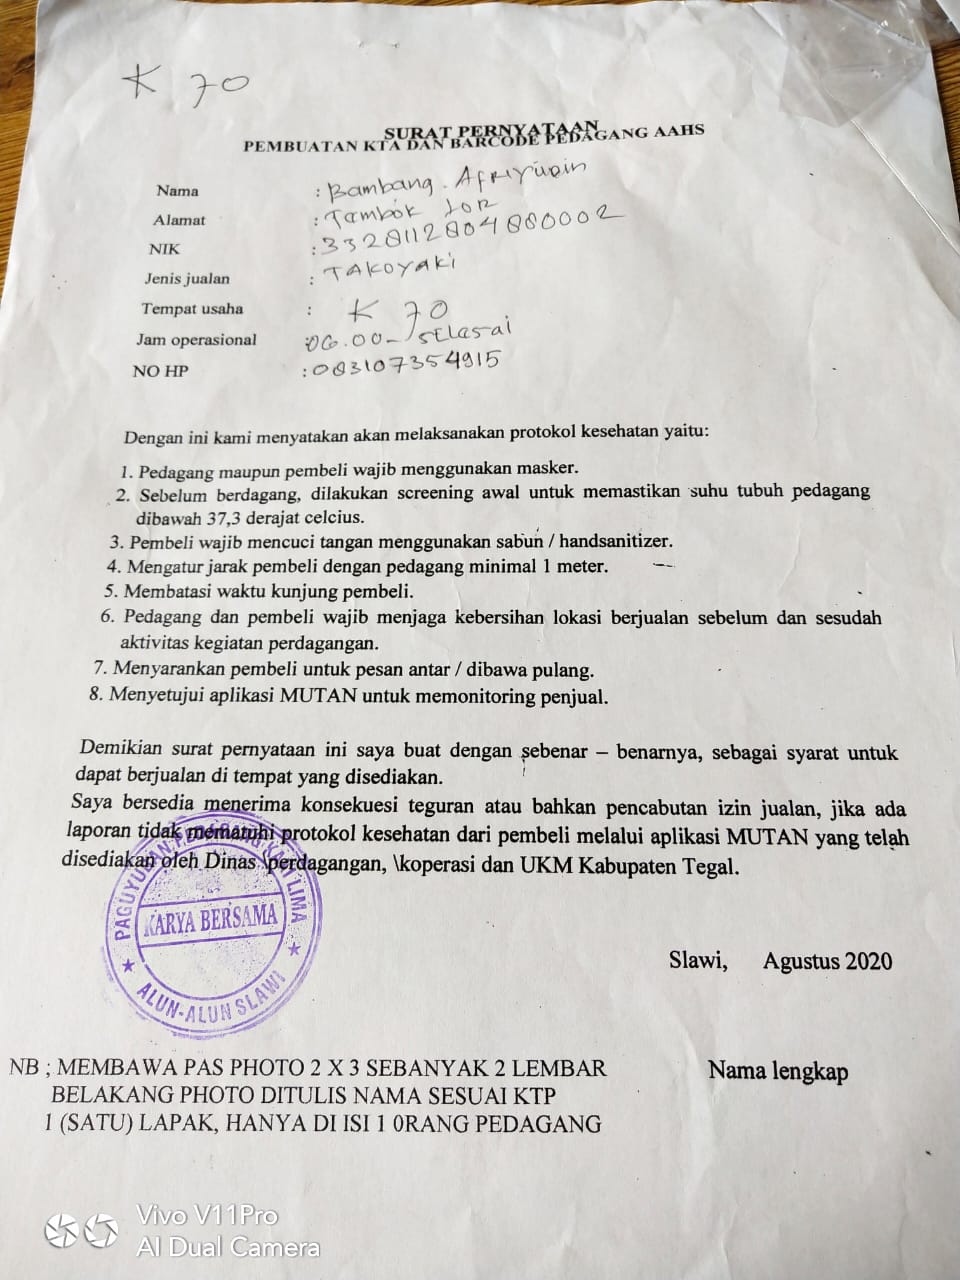 K 70
SURAT PERNYATAAN
PEMBUATAN KTA DAN BARCODE PEDAGANG AAHS
Nama : Bambang. Afriyudin
Alamat : Tembok lor
NIK : 3328112804880002
Jenis jualan : TAKOYAKi
Tempat usaha : K 70
Jam operasional : 06.00 - SELASAI
NO HP : 083107354915
Dengan ini kami menyatakan akan melaksanakan protokol kesehatan yaitu:
1. Pedagang maupun pembeli wajib menggunakan masker.
2. Sebelum berdagang, dilakukan screening awal untuk memastikan suhu tubuh pedagang
dibawah 37,3 derajat celcius.
3. Pembeli wajib mencuci tangan menggunakan sabun / handsanitizer.
4. Mengatur jarak pembeli dengan pedagang minimal 1 meter.
5. Membatasi waktu kunjung pembeli.
6. Pedagang dan pembeli wajib menjaga kebersihan lokasi berjualan sebelum dan sesudah
aktivitas kegiatan perdagangan.
7. Menyarankan pembeli untuk pesan antar / dibawa pulang.
8. Menyetujui aplikasi MUTAN untuk memonitoring penjual.
Demikian surat pernyataan ini saya buat dengan sebenar – benarnya, sebagai syarat untuk
dapat berjualan di tempat yang disediakan.
Saya bersedia menerima konsekuesi teguran atau bahkan pencabutan izin jualan, jika ada
laporan tidak mematuhi protokol kesehatan dari pembeli melalui aplikasi MUTAN yang telah
disediakan oleh Dinas \perdagangan, \koperasi dan UKM Kabupaten Tegal.
PAGUYUBAN PEDAGANG KAKI LIMA
KARYA BERSAMA
ALUN-ALUN SLAWI
Slawi, Agustus 2020
NB ; MEMBAWA PAS PHOTO 2 X 3 SEBANYAK 2 LEMBAR
BELAKANG PHOTO DITULIS NAMA SESUAI KTP
1 (SATU) LAPAK, HANYA DI ISI 1 0RANG PEDAGANG
Nama lengkap
Vivo V11Pro
AI Dual Camera